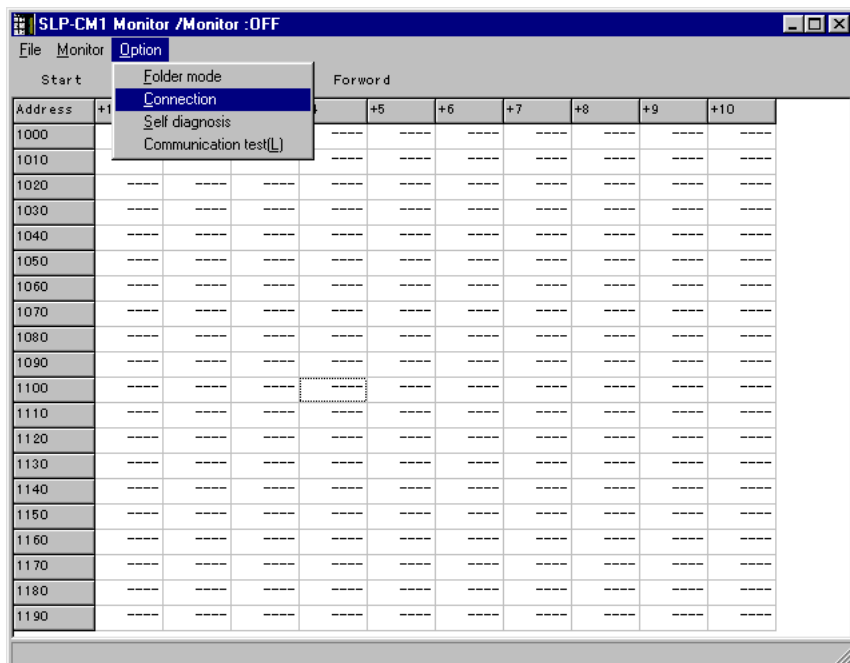 SLP-CM1 Monitor /Monitor :OFF
File Monitor Option
Start Forword
Folder mode
Connection
Self diagnosis
Communication test(L)
Address +1 +5 +6 +7 +8 +9 +10
1000 ---- ---- ---- ---- ---- ---- ----
1010 ---- ---- ---- ---- ---- ---- ----
1020 ---- ---- ---- ---- ---- ---- ---- ---- ---- ----
1030 ---- ---- ---- ---- ---- ---- ---- ---- ---- ----
1040 ---- ---- ---- ---- ---- ---- ---- ---- ---- ----
1050 ---- ---- ---- ---- ---- ---- ---- ---- ---- ----
1060 ---- ---- ---- ---- ---- ---- ---- ---- ---- ----
1070 ---- ---- ---- ---- ---- ---- ---- ---- ---- ----
1080 ---- ---- ---- ---- ---- ---- ---- ---- ---- ----
1090 ---- ---- ---- ---- ---- ---- ---- ---- ---- ----
1100 ---- ---- ---- ---- ---- ---- ---- ---- ---- ----
1110 ---- ---- ---- ---- ---- ---- ---- ---- ---- ----
1120 ---- ---- ---- ---- ---- ---- ---- ---- ---- ----
1130 ---- ---- ---- ---- ---- ---- ---- ---- ---- ----
1140 ---- ---- ---- ---- ---- ---- ---- ---- ---- ----
1150 ---- ---- ---- ---- ---- ---- ---- ---- ---- ----
1160 ---- ---- ---- ---- ---- ---- ---- ---- ---- ----
1170 ---- ---- ---- ---- ---- ---- ---- ---- ---- ----
1180 ---- ---- ---- ---- ---- ---- ---- ---- ---- ----
1190 ---- ---- ---- ---- ---- ---- ---- ---- ---- ----